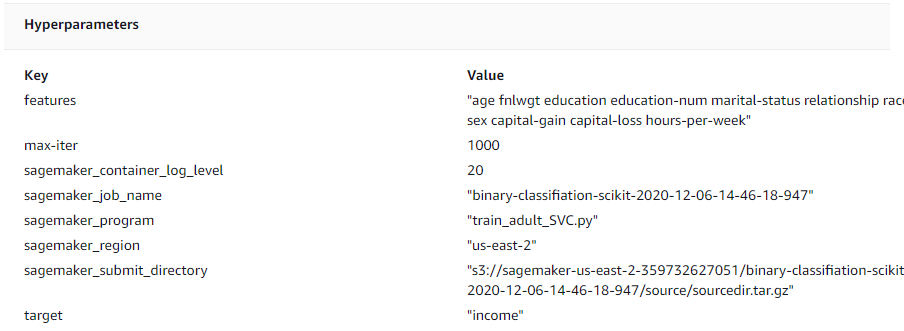 Hyperparameters
Key Value
features "age fnlwgt education education-num marital-status relationship race
sex capital-gain capital-loss hours-per-week"
max-iter 1000
sagemaker_container_log_level 20
sagemaker_job_name "binary-classifiation-scikit-2020-12-06-14-46-18-947"
sagemaker_program "train_adult_SVC.py"
sagemaker_region "us-east-2"
sagemaker_submit_directory "s3://sagemaker-us-east-2-359732627051/binary-classifiation-scikit
2020-12-06-14-46-18-947/source/sourcedir.tar.gz"
target "income"